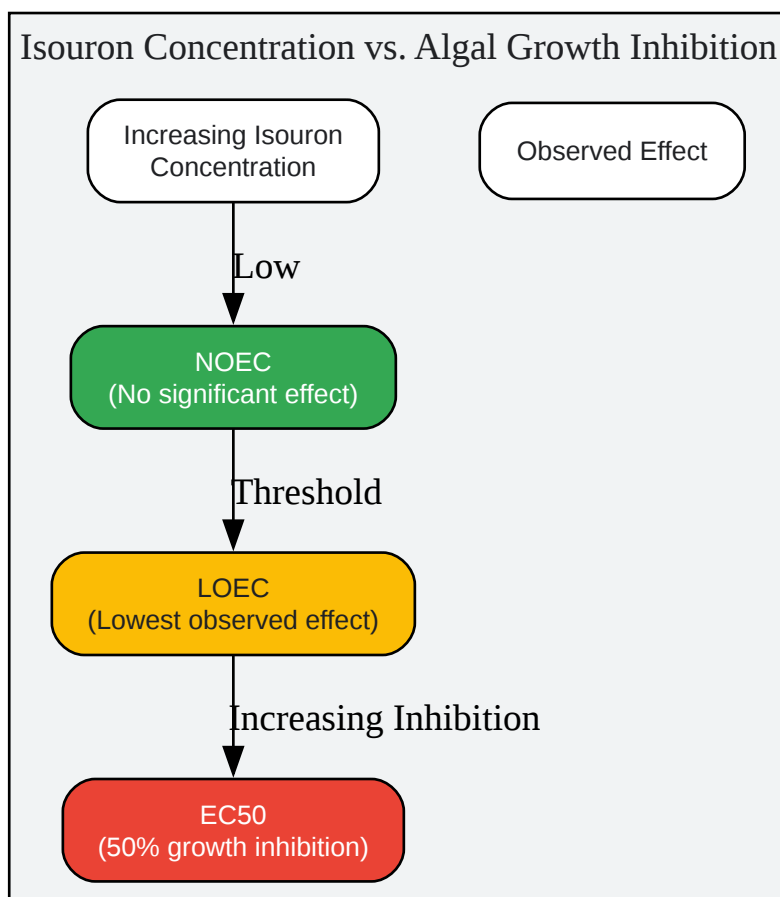 Isouron Concentration vs. Algal Growth Inhibition
Increasing Isouron
Concentration
Observed Effect
Low
NOEC
(No significant effect)
Threshold
LOEC
(Lowest observed effect)
Increasing Inhibition
EC50
(50% growth inhibition)